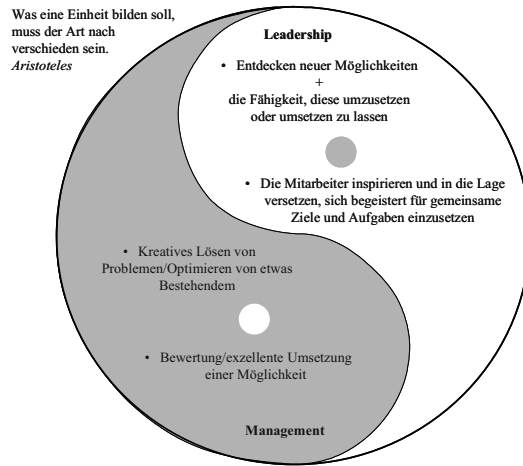 Was eine Einheit bilden soll,
muss der Art nach
verschieden sein.
Aristoteles
Leadership
• Entdecken neuer Möglichkeiten
+
die Fähigkeit, diese umzusetzen
oder umsetzen zu lassen
• Die Mitarbeiter inspirieren und in die Lage
versetzen, sich begeistert für gemeinsame
Ziele und Aufgaben einzusetzen
• Kreatives Lösen von
Problemen/Optimieren von etwas
Bestehendem
• Bewertung/exzellente Umsetzung
einer Möglichkeit
Management